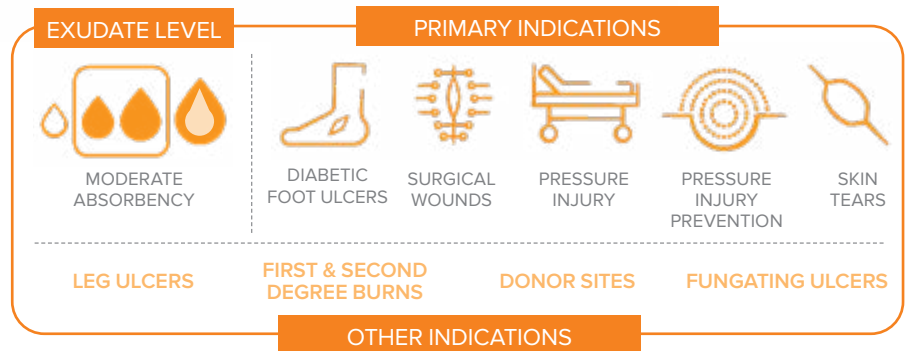 EXUDATE LEVEL
PRIMARY INDICATIONS
MODERATE
ABSORBENCY
DIABETIC
FOOT ULCERS
SURGICAL
WOUNDS
PRESSURE
INJURY
PRESSURE
INJURY
PREVENTION
SKIN
TEARS
LEG ULCERS
FIRST & SECOND
DEGREE BURNS
DONOR SITES
FUNGATING ULCERS
OTHER INDICATIONS